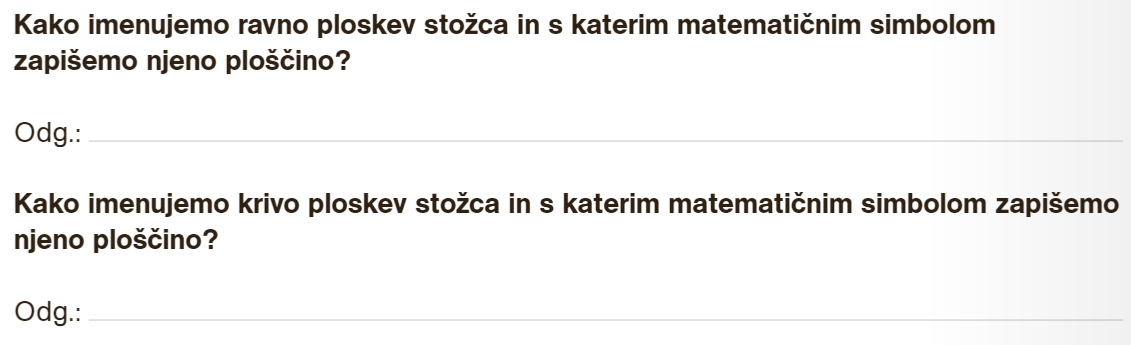 Kako imenujemo ravno ploskev stožca in s katerim matematičnim simbolom
zapišemo njeno ploščino?
Odg.:
Kako imenujemo krivo ploskev stožca in s katerim matematičnim simbolom zapišemo
njeno ploščino?
Odg.: